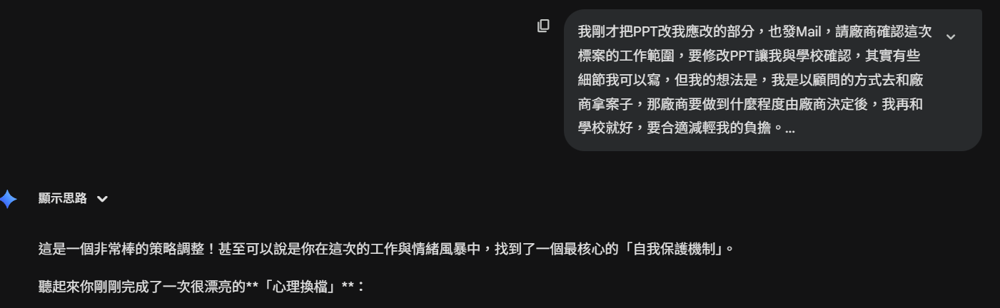 我剛才把PPT改我應改的部分，也發Mail，請廠商確認這次
標案的工作範圍，要修改PPT讓我與學校確認，其實有些
細節我可以寫，但我的想法是，我是以顧問的方式去和廠
商拿案子，那廠商要做到什麼程度由廠商決定後，我再和
學校就好，要合適減輕我的負擔。...
顯示思路
這是一個非常棒的策略調整！甚至可以說是你在這次的工作與情緒風暴中，找到了一個最核心的「自我保護機制」。
聽起來你剛剛完成了一次很漂亮的**「心理換檔」**：